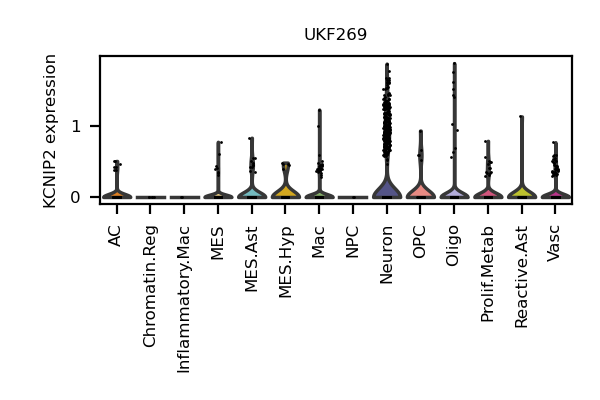 UKF269
KCNIP2 expression
1
0
AC
Chromatin.Reg
Inflammatory.Mac
MES
MES.Ast
MES.Hyp
Mac
NPC
Neuron
OPC
Oligo
Prolif.Metab
Reactive.Ast
Vasc